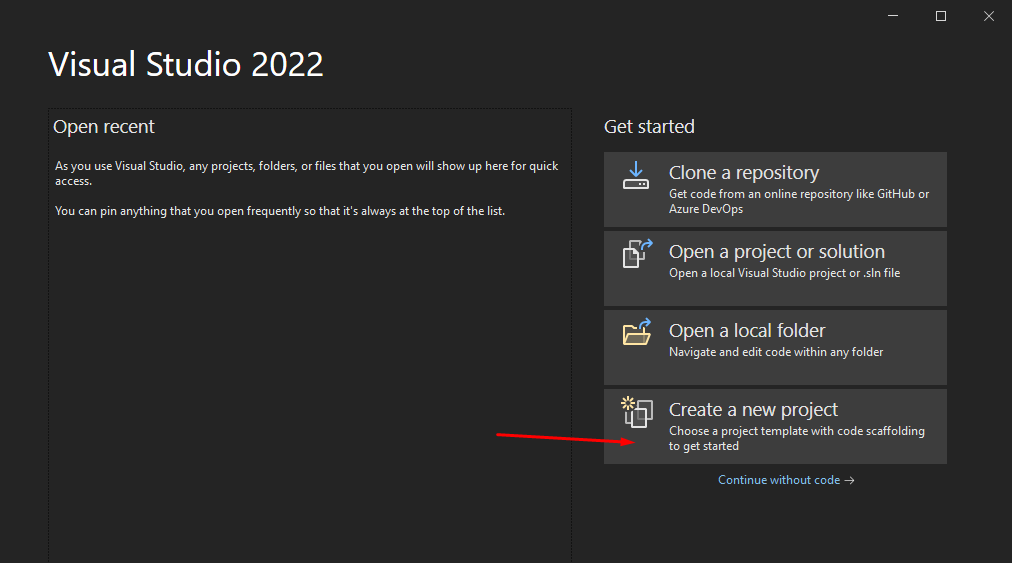 Visual Studio 2022
Open recent
As you use Visual Studio, any projects, folders, or files that you open will show up here for quick
access.
You can pin anything that you open frequently so that it's always at the top of the list.
Get started
Clone a repository
Get code from an online repository like GitHub or
Azure DevOps
Open a project or solution
Open a local Visual Studio project or .sln file
Open a local folder
Navigate and edit code within any folder
Create a new project
Choose a project template with code scaffolding
to get started
Continue without code →